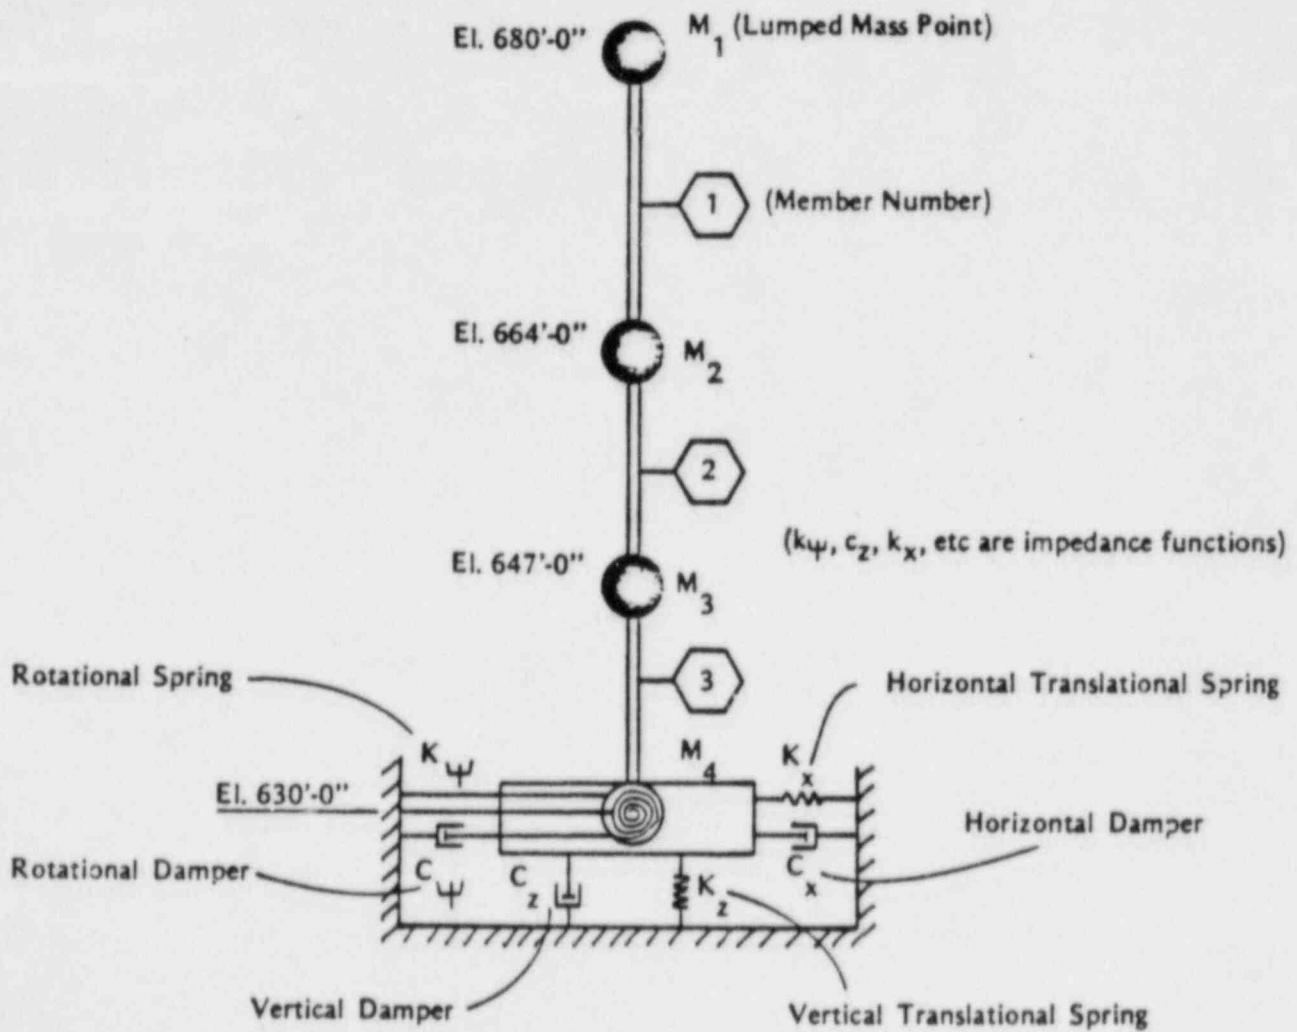 El. 680'-0"
M1 (Lumped Mass Point)
1
(Member Number)
El. 664'-0"
M2
2
(kψ, cz, kx, etc are impedance functions)
El. 647'-0"
M3
3
Rotational Spring
Horizontal Translational Spring
Kψ
M4
Kx
El. 630'-0"
Horizontal Damper
Rotational Damper
Cψ
Cz
Kz
Cx
Vertical Damper
Vertical Translational Spring